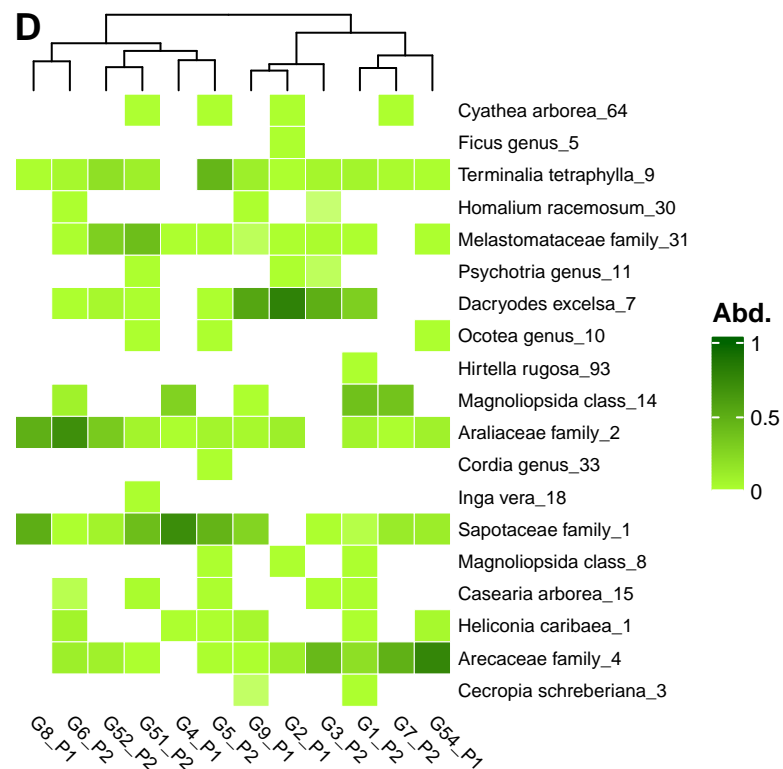 D
Cyathea arborea_64
Ficus genus_5
Terminalia tetraphylla_9
Homalium racemosum_30
Melastomataceae family_31
Psychotria genus_11
Dacryodes excelsa_7
Ocotea genus_10
Hirtella rugosa_93
Magnoliopsida class_14
Araliaceae family_2
Cordia genus_33
Inga vera_18
Sapotaceae family_1
Magnoliopsida class_8
Casearia arborea_15
Heliconia caribaea_1
Arecaceae family_4
Cecropia schreberiana_3
Abd.
1
0.5
0
G8_P1
G6_P2
G52_P2
G51_P2
G4_P1
G5_P2
G9_P1
G2_P1
G3_P2
G1_P2
G7_P2
G54_P1